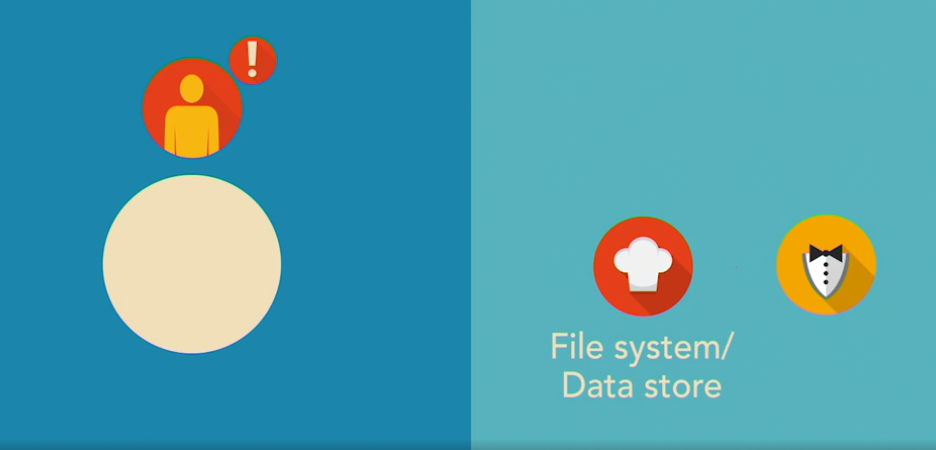 !
File system/
Data store